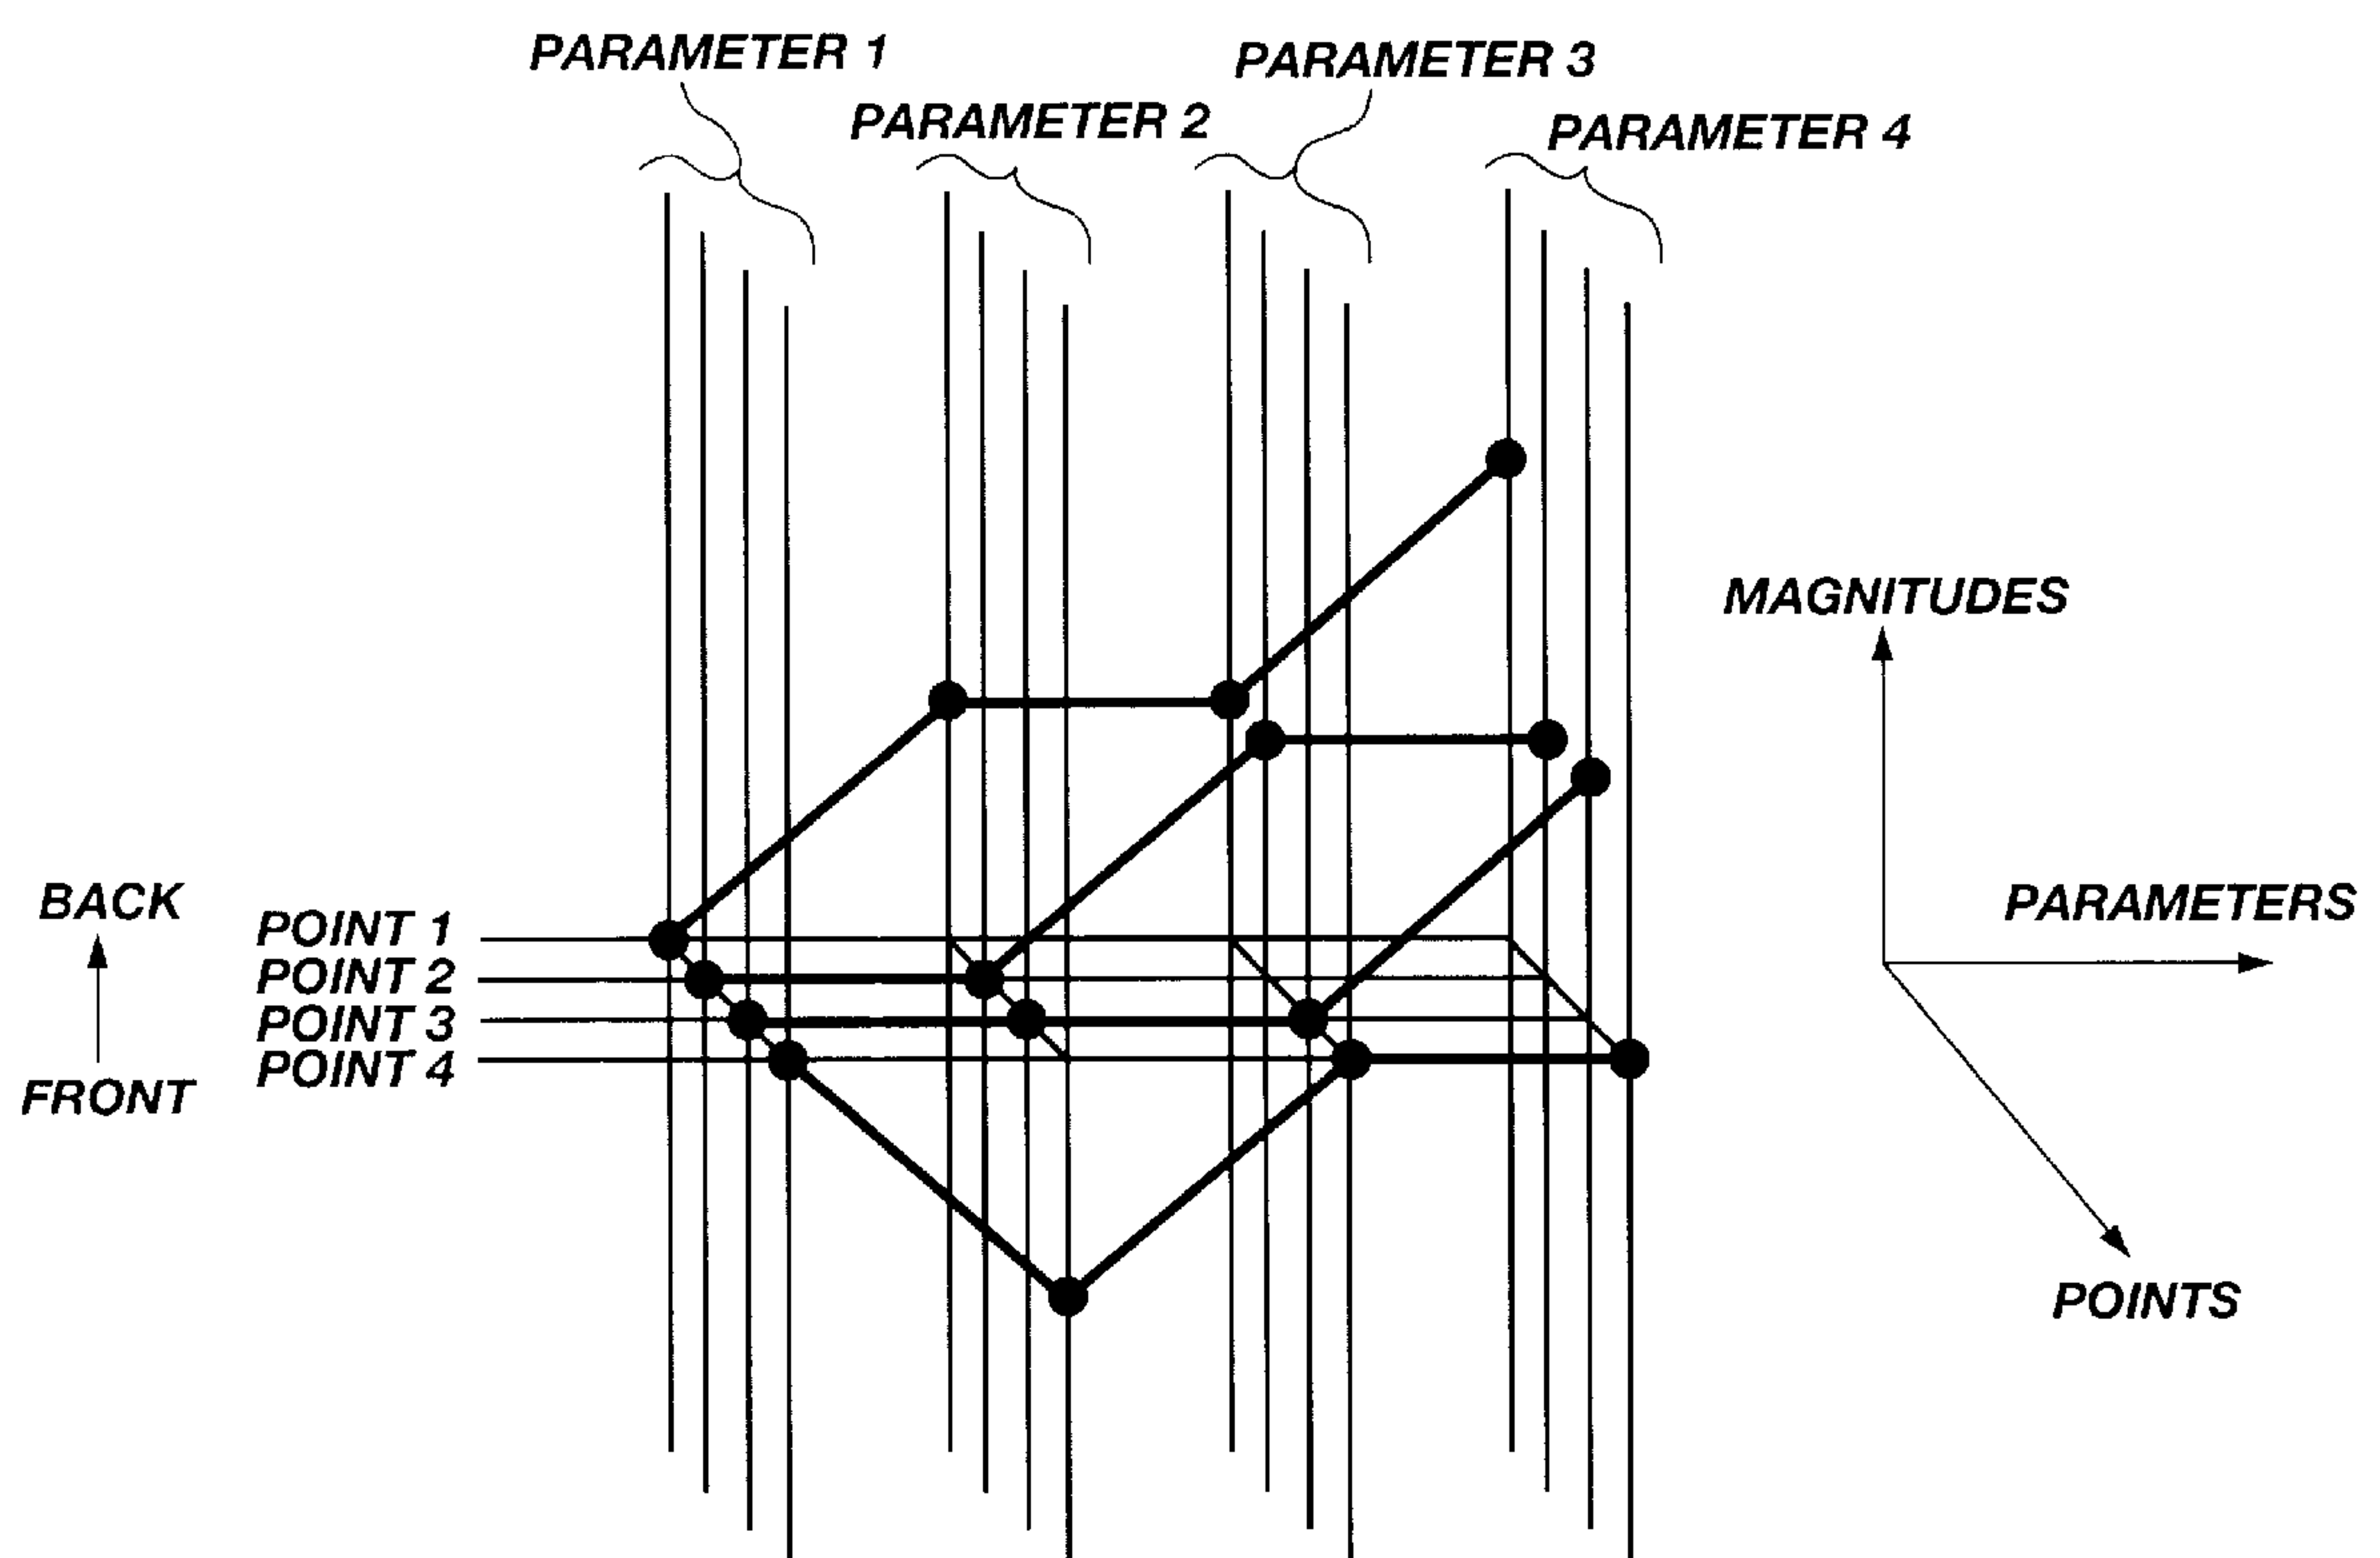 PARAMETER 1
PARAMETER 3
PARAMETER 2
PARAMETER 4
MAGNITUDES
BACK
PARAMETERS
POINT 1
POINT 2
POINT 3
POINT 4
FRONT
POINTS